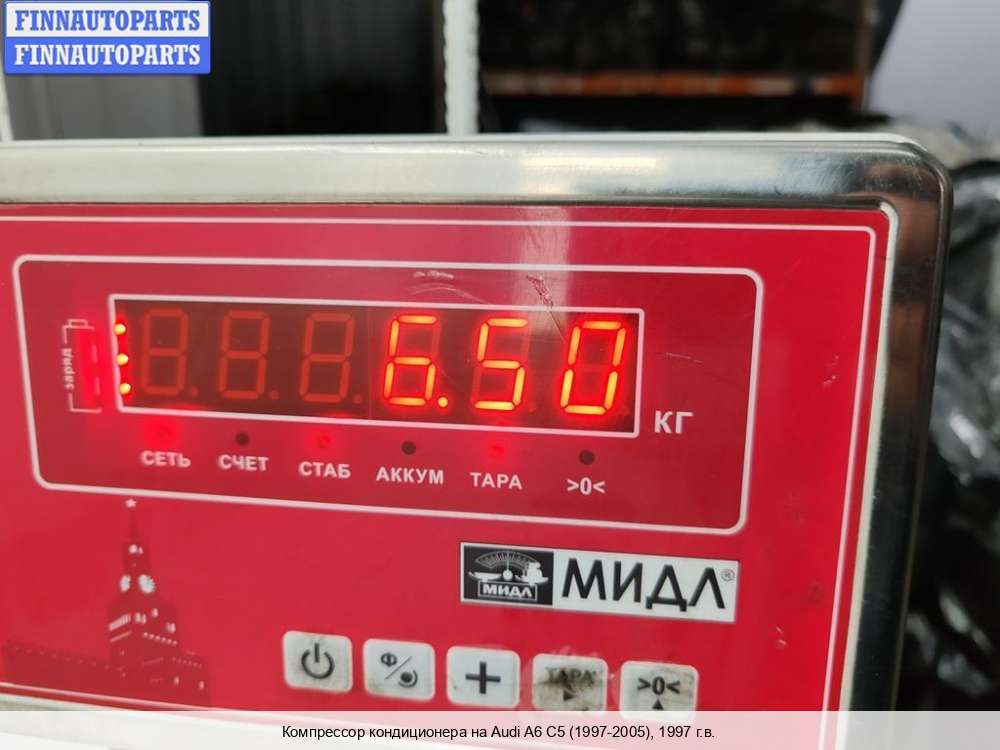 FINNAUTOPARTS
FINNAUTOPARTS
заряд
6.50
КГ
СЕТЬ СЧЕТ СТАБ АККУМ ТАРА >0<
МИДЛ
МИДЛ®
Ф
ТАРА >0<
Компрессор кондиционера на Audi A6 C5 (1997-2005), 1997 г.в.